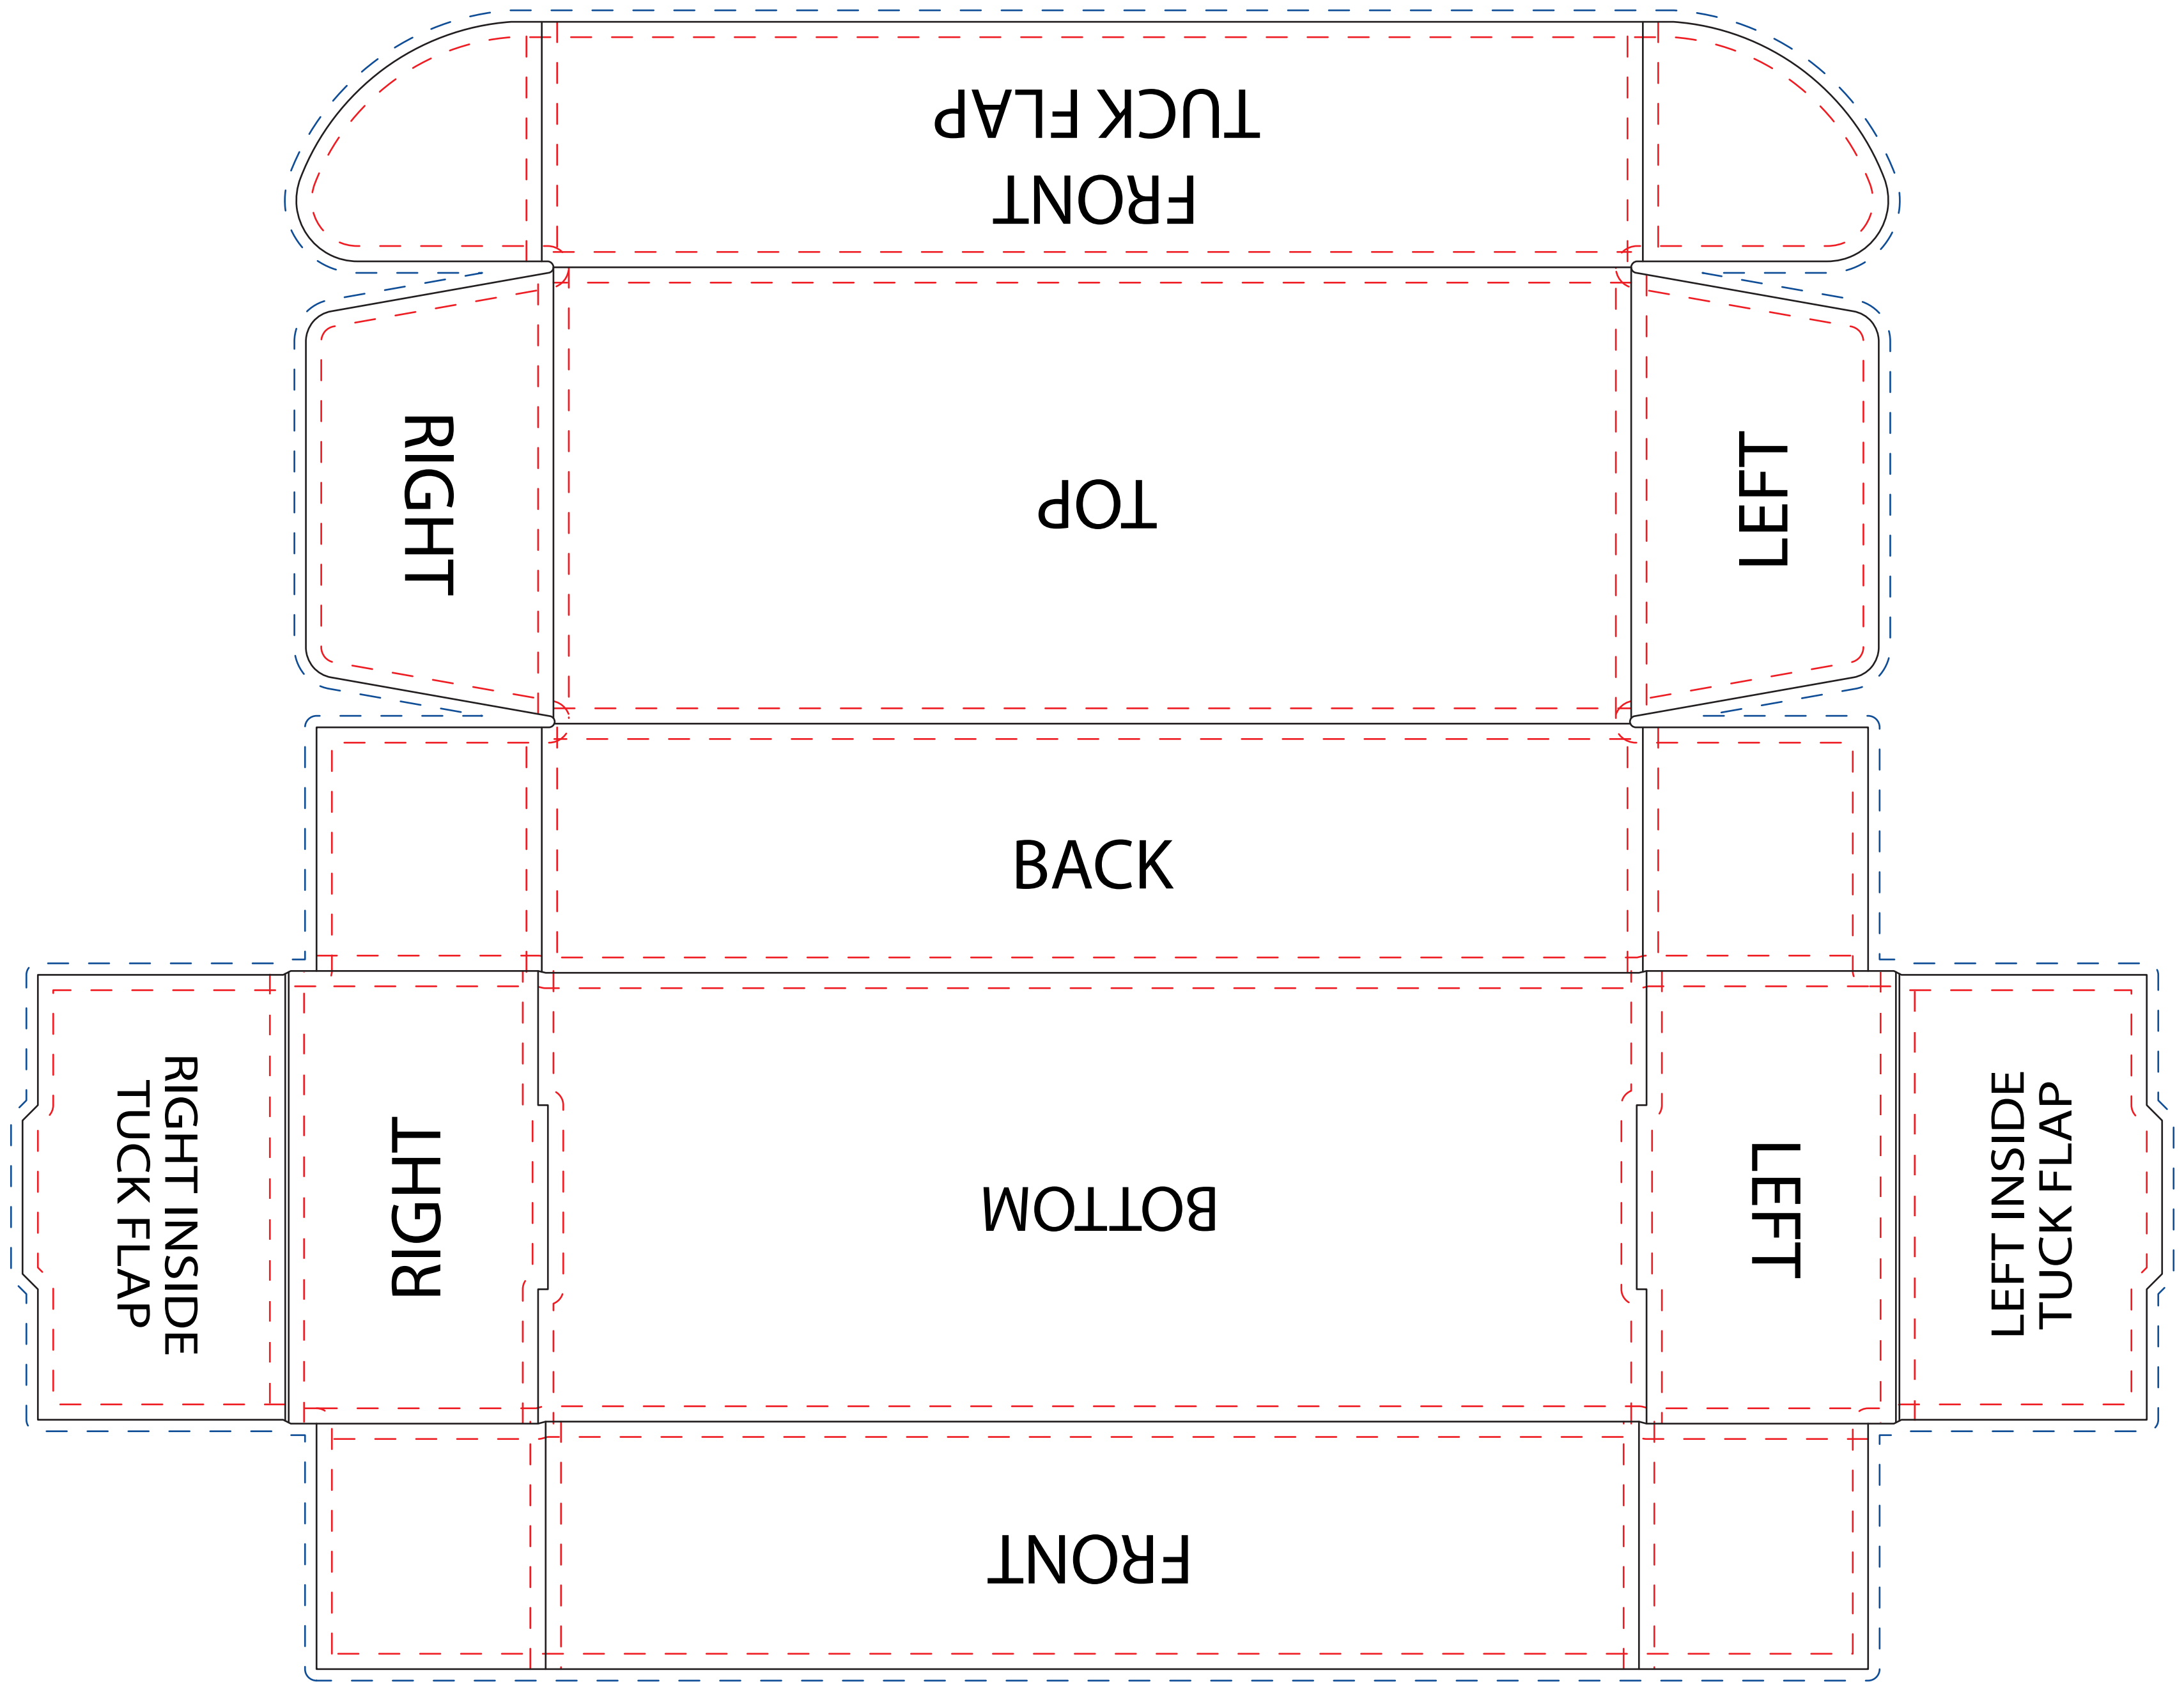 FRONT
TUCK FLAP
RIGHT
TOP
LEFT
BACK
RIGHT INSIDE
TUCK FLAP
RIGHT
BOTTOM
LEFT
LEFT INSIDE
TUCK FLAP
FRONT